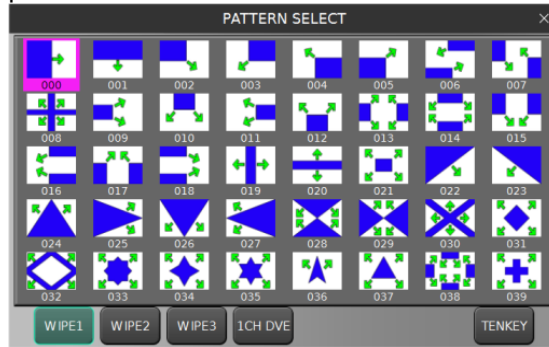 PATTERN SELECT ×
000 001 002 003 004 005 006 007
008 009 010 011 012 013 014 015
016 017 018 019 020 021 022 023
024 025 026 027 028 029 030 031
032 033 034 035 036 037 038 039
WIPE1 WIPE2 WIPE3 1CH DVE TENKEY